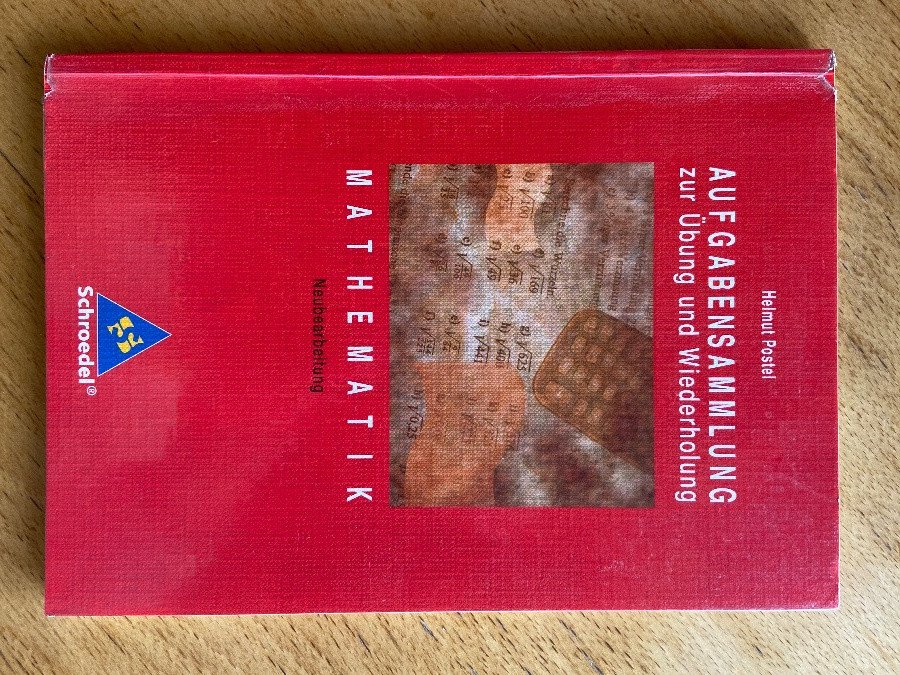 Helmut Postel
AUFGABENSAMMLUNG
zur Übung und Wiederholung
MATHEMATIK
Neubearbeitung
Schroedel®